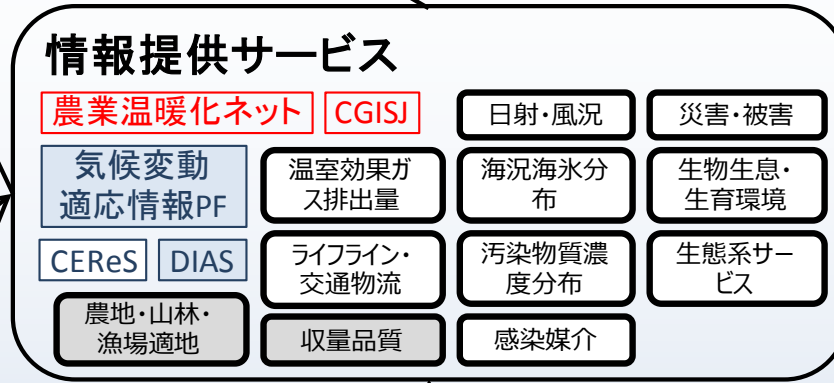 情報提供サービス
農業温暖化ネット
CGISJ
日射・風況
災害・被害
気候変動
適応情報PF
温室効果ガ
ス排出量
海況海氷分
布
生物生息・
生育環境
CEReS
DIAS
ライフライン・
交通物流
汚染物質濃
度分布
生態系サー
ビス
農地・山林・
漁場適地
収量品質
感染媒介